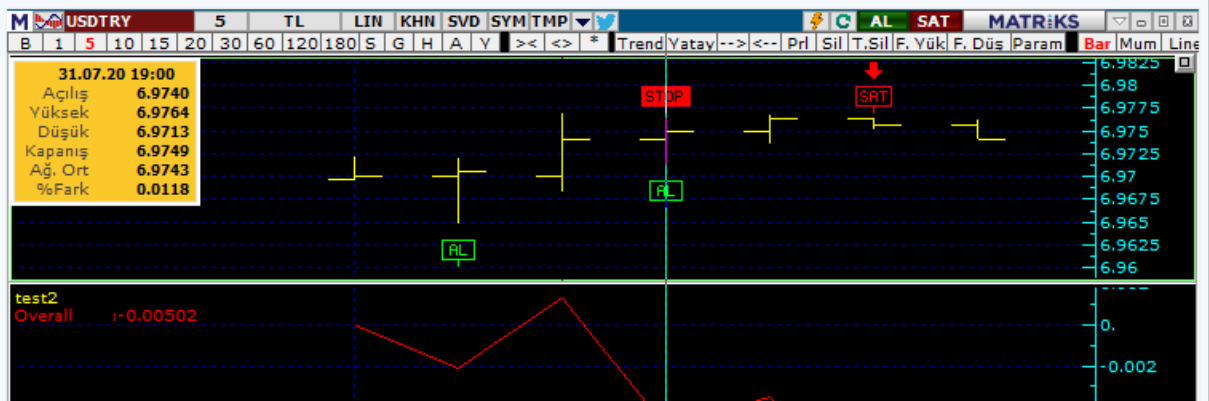 M USDTRY 5 TL LIN KHN SVD SYM TMP C AL SAT MATRİKS
B 1 5 10 15 20 30 60 120 180 S G H A Y >< <> * Trend Yatay --> <-- Prl Sil T.Sil F. Yük F. Düş Param Bar Mum Line
31.07.20 19:00
Açılış 6.9740
Yüksek 6.9764
Düşük 6.9713
Kapanış 6.9749
Ağ. Ort 6.9743
%Fark 0.0118
STOP
SAT
AL
AL
6.9825
6.98
6.9775
6.975
6.9725
6.97
6.9675
6.965
6.9625
6.96
test2
Overall :-0.00502
0.
-0.002